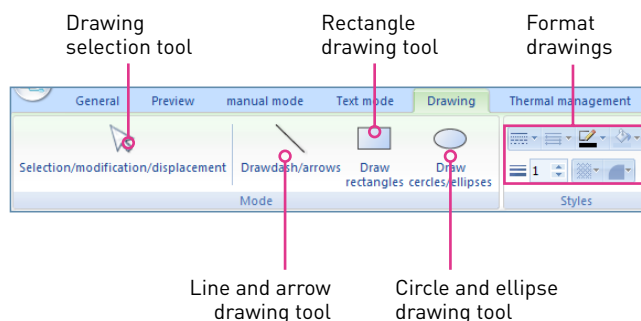 Drawing
selection tool
Rectangle
drawing tool
Format
drawings
General Preview manual mode Text mode Drawing Thermal management
Selection/modification/displacement
Drawdash/arrows
Draw
rectangles
Draw
cercles/ellipses
1
Mode
Styles
Line and arrow
drawing tool
Circle and ellipse
drawing tool